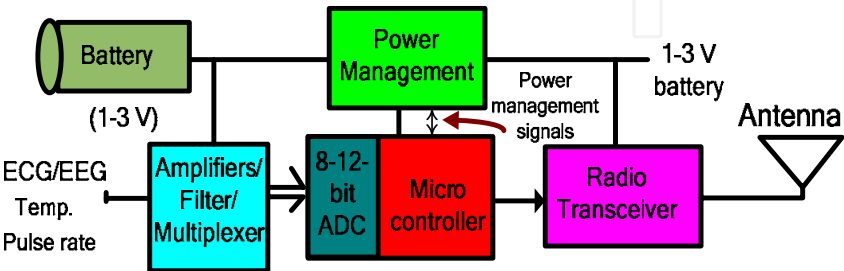 Battery
(1-3 V)
Power
Management
Power
management
signals
1-3 V
battery
Antenna
ECG/EEG
Temp.
Pulse rate
Amplifiers/
Filter/
Multiplexer
8-12-
bit
ADC
Micro
controller
Radio
Transceiver